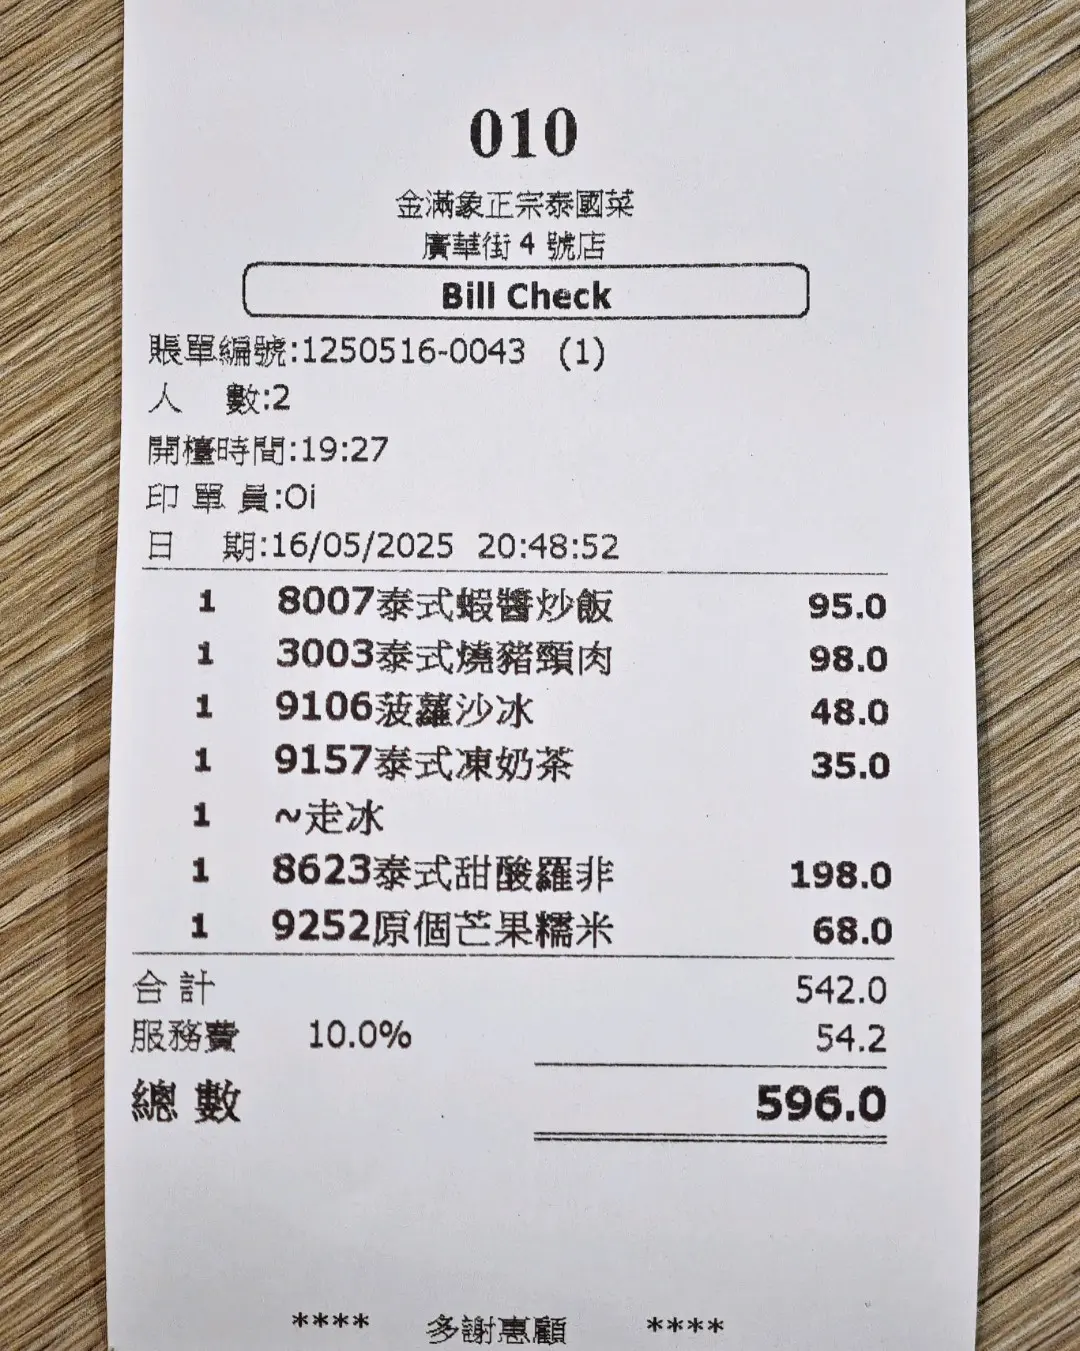 010
金滿象正宗泰國菜
廣華街 4 號店
Bill Check
賬單編號:1250516-0043 (1)
人 數:2
開檯時間:19:27
印 單 員:Oi
日 期:16/05/2025 20:48:52
1 8007泰式蝦醬炒飯 95.0
1 3003泰式燒豬頸肉 98.0
1 9106菠蘿沙冰 48.0
1 9157泰式凍奶茶 35.0
1 ~走冰
1 8623泰式甜酸羅非 198.0
1 9252原個芒果糯米 68.0
合 計 542.0
服務費 10.0% 54.2
總 數 596.0
**** 多謝惠顧 ****